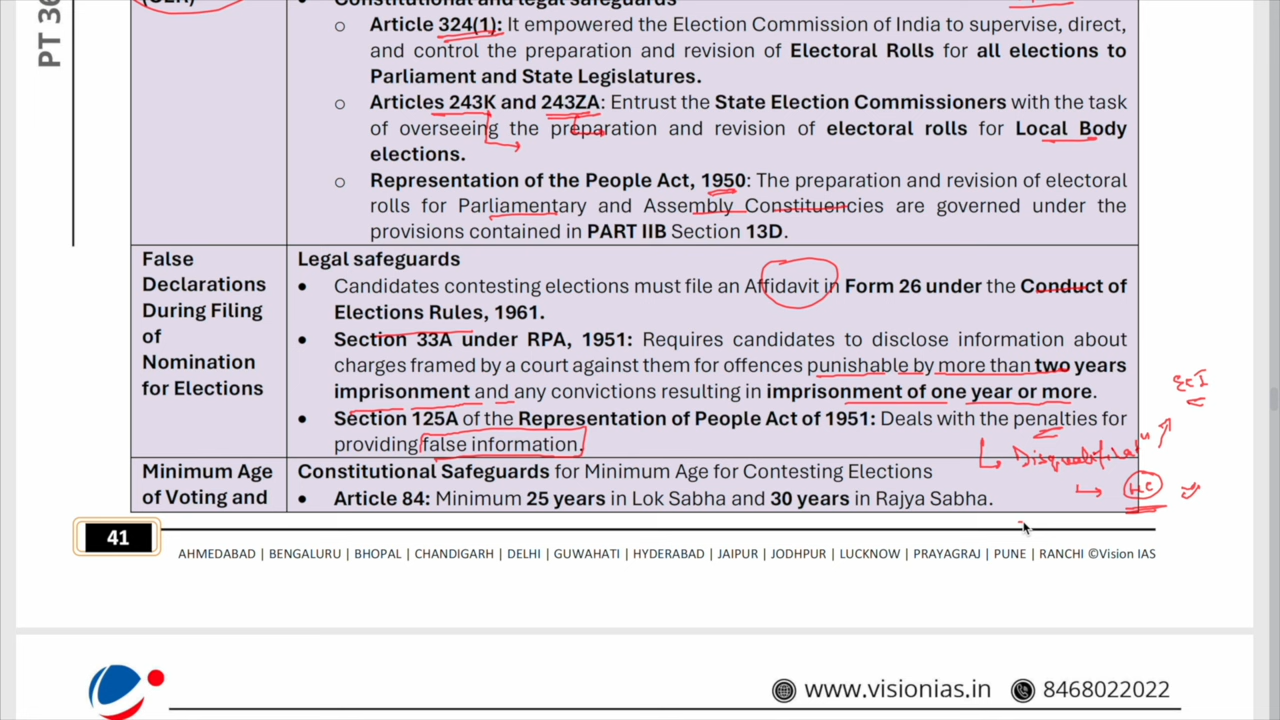 PT 36
Constitutional and legal safeguards
Article 324(1): It empowered the Election Commission of India to supervise, direct,
and control the preparation and revision of Electoral Rolls for all elections to
Parliament and State Legislatures.
Articles 243K and 243ZA: Entrust the State Election Commissioners with the task
of overseeing the preparation and revision of electoral rolls for Local Body
elections.
Representation of the People Act, 1950: The preparation and revision of electoral
rolls for Parliamentary and Assembly Constituencies are governed under the
provisions contained in PART IIB Section 13D.
False
Declarations
During Filing
of
Nomination
for Elections
Legal safeguards
Candidates contesting elections must file an Affidavit in Form 26 under the Conduct of
Elections Rules, 1961.
Section 33A under RPA, 1951: Requires candidates to disclose information about
charges framed by a court against them for offences punishable by more than two years
imprisonment and any convictions resulting in imprisonment of one year or more.
Section 125A of the Representation of People Act of 1951: Deals with the penalties for
providing false information.
ECI
HC
Minimum Age
of Voting and
Constitutional Safeguards for Minimum Age for Contesting Elections
Article 84: Minimum 25 years in Lok Sabha and 30 years in Rajya Sabha.
41
AHMEDABAD | BENGALURU | BHOPAL | CHANDIGARH | DELHI | GUWAHATI | HYDERABAD | JAIPUR | JODHPUR | LUCKNOW | PRAYAGRAJ | PUNE | RANCHI ©Vision IAS
www.visionias.in 8468022022